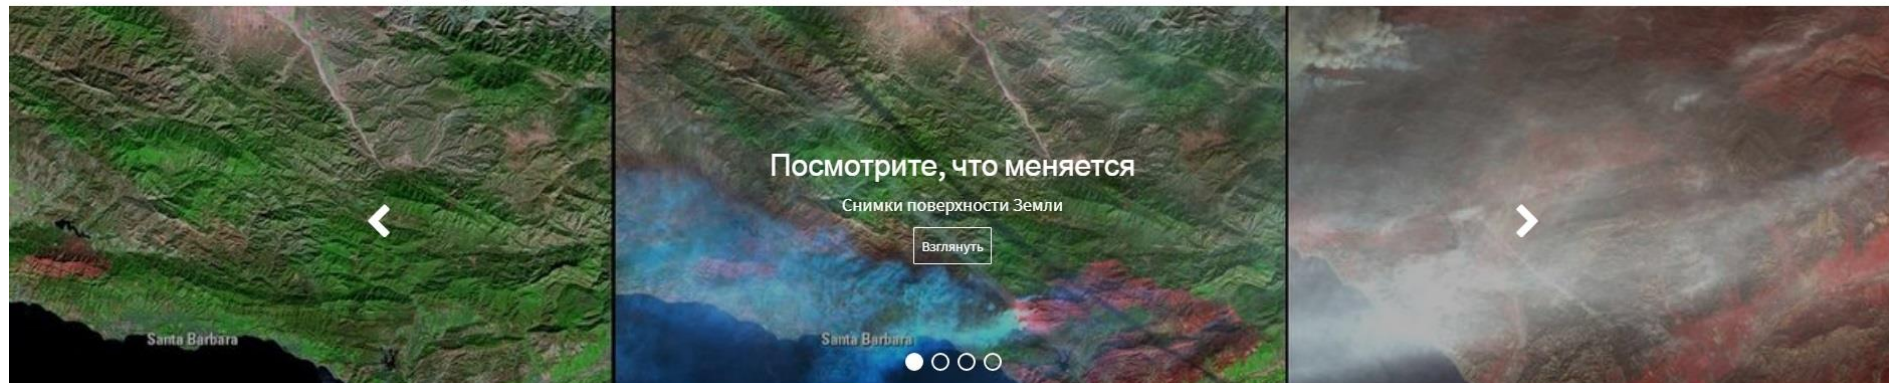 Посмотрите, что меняется
Снимки поверхности Земли
Взглянуть
Santa Barbara
Santa Barbara